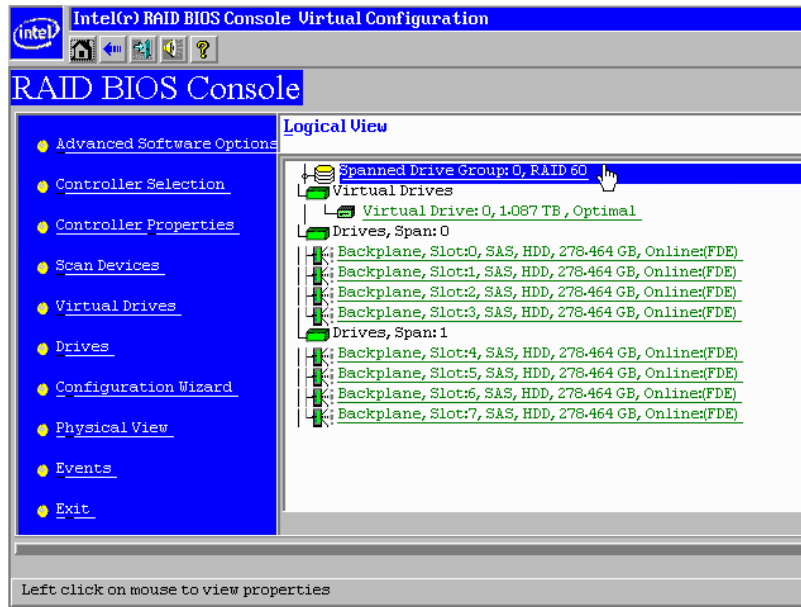 Intel(r) RAID BIOS Console Virtual Configuration
intel
RAID BIOS Console
Advanced Software Options
Controller Selection
Controller Properties
Scan Devices
Virtual Drives
Drives
Configuration Wizard
Physical View
Events
Exit
Logical View
Spanned Drive Group: 0, RAID 60
Virtual Drives
Virtual Drive: 0, 1.087 TB, Optimal
Drives, Span: 0
Backplane, Slot:0, SAS, HDD, 278.464 GB, Online:(FDE)
Backplane, Slot:1, SAS, HDD, 278.464 GB, Online:(FDE)
Backplane, Slot:2, SAS, HDD, 278.464 GB, Online:(FDE)
Backplane, Slot:3, SAS, HDD, 278.464 GB, Online:(FDE)
Drives, Span: 1
Backplane, Slot:4, SAS, HDD, 278.464 GB, Online:(FDE)
Backplane, Slot:5, SAS, HDD, 278.464 GB, Online:(FDE)
Backplane, Slot:6, SAS, HDD, 278.464 GB, Online:(FDE)
Backplane, Slot:7, SAS, HDD, 278.464 GB, Online:(FDE)
Left click on mouse to view properties